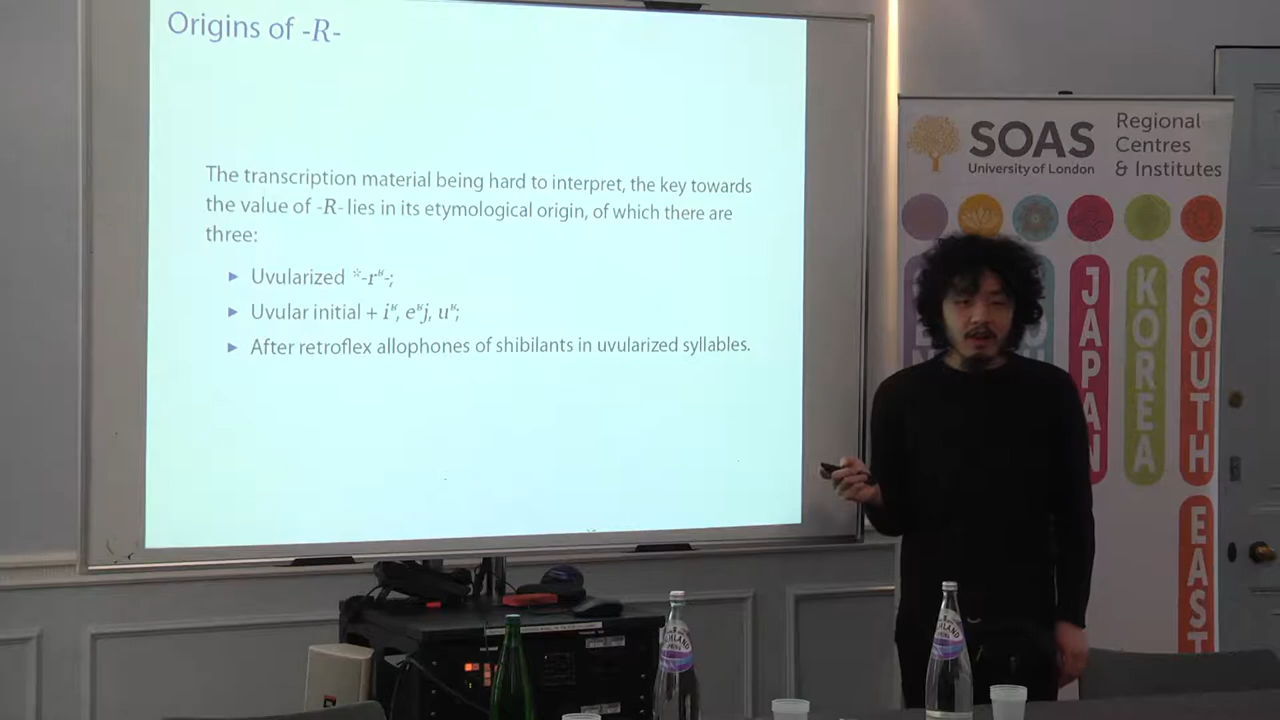 Origins of -R-
The transcription material being hard to interpret, the key towards
the value of -R- lies in its etymological origin, of which there are
three:
▶ Uvularized *-rʶ-;
▶ Uvular initial + iʶ, eʶj, uʶ;
▶ After retroflex allophones of shibilants in uvularized syllables.
SOAS
University of London
Regional
Centres
& Institutes
JAPAN
KOREA
SOUTH
EAST